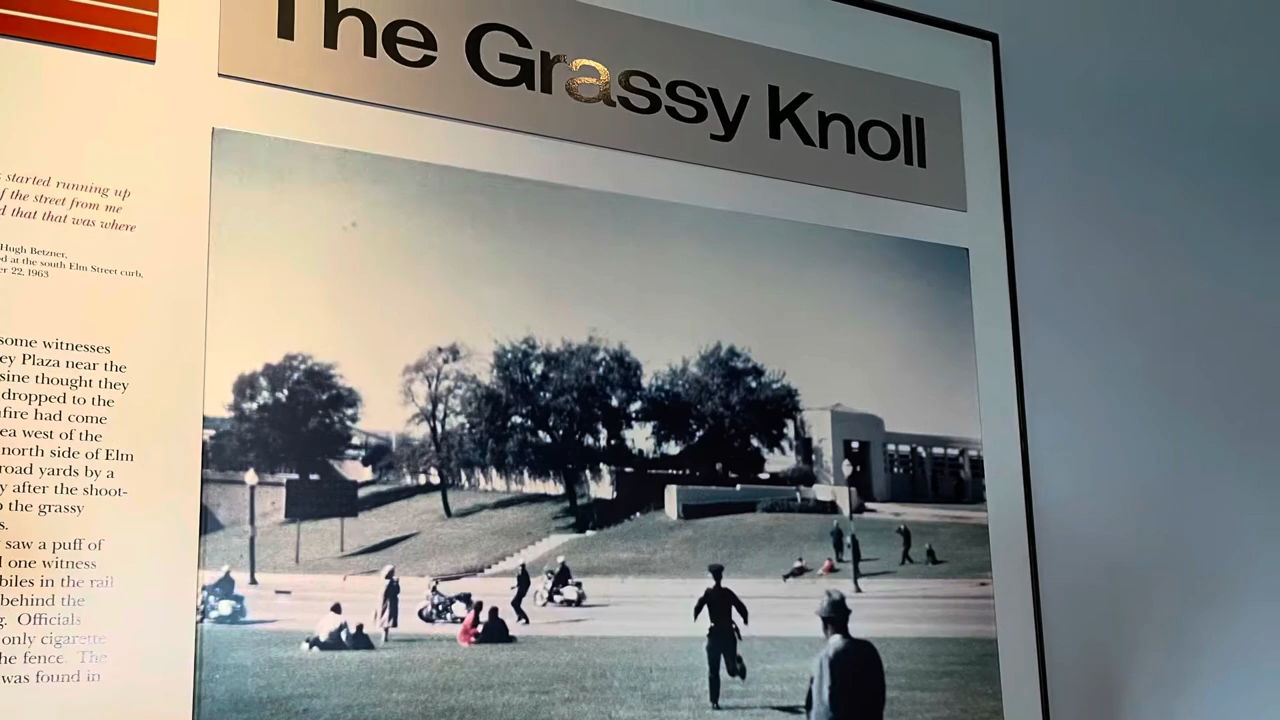 The Grassy Knoll
started running up
f the street from me
d that that was where
Hugh Betzner,
d at the south Elm Street curb,
er 22, 1963
some witnesses
ey Plaza near the
sine thought they
dropped to the
fire had come
ea west of the
north side of Elm
road yards by a
y after the shoot-
the grassy
s.
saw a puff of
one witness
biles in the rail
behind the
g. Officials
only cigarette
he fence. The
was found in